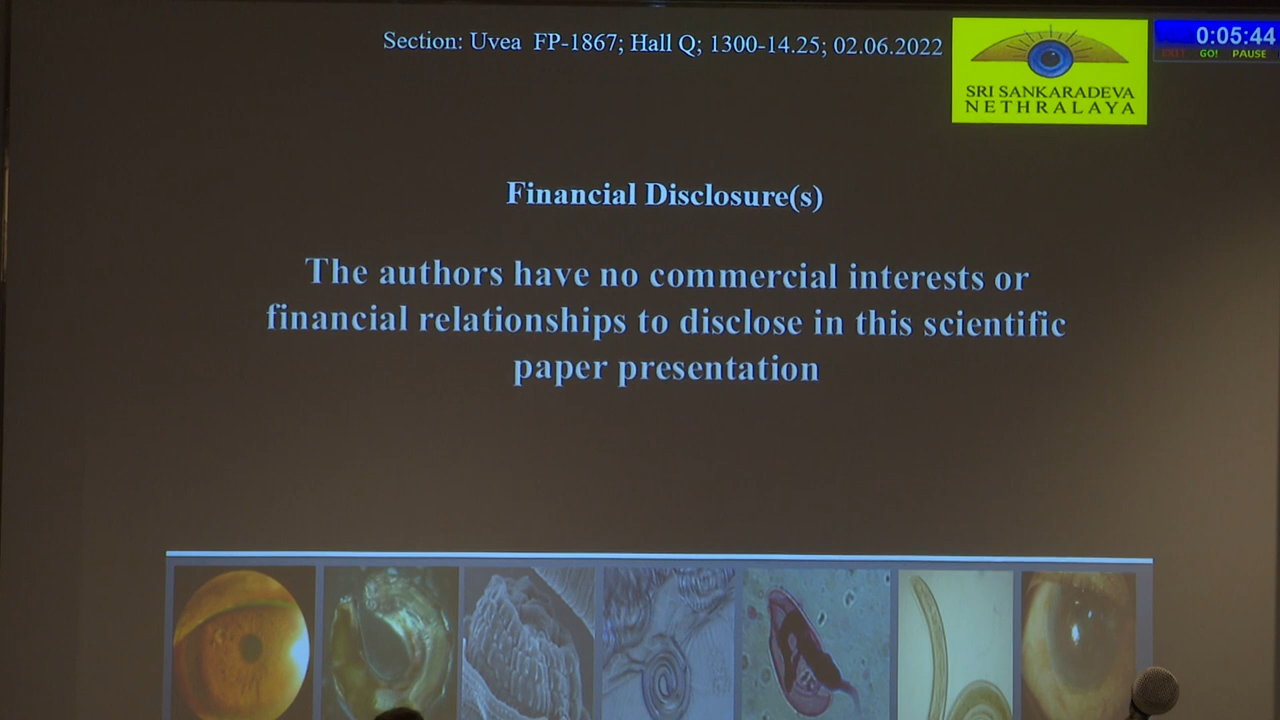 Section: Uvea FP-1867; Hall Q; 1300-14.25; 02.06.2022
0:05:44
EXIT GO! PAUSE
SRI SANKARADEVA
NETHRALAYA
Financial Disclosure(s)
The authors have no commercial interests or
financial relationships to disclose in this scientific
paper presentation